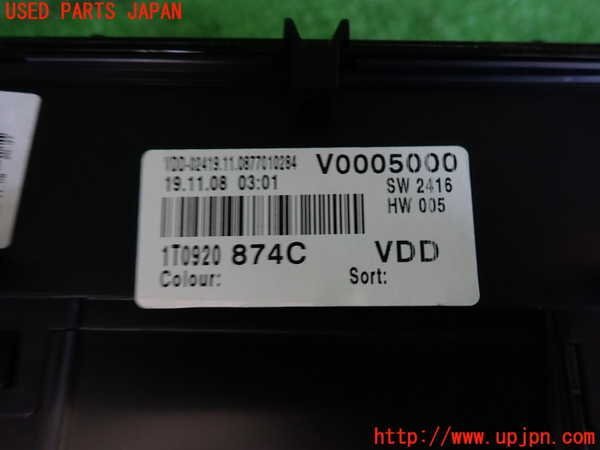 USED PARTS JAPAN
VDD-02419.11.0877010284 V0005000
19.11.08 03:01 SW 2416
HW 005
1T0920 874C VDD
Colour: Sort:
http://www.upjpn.com/